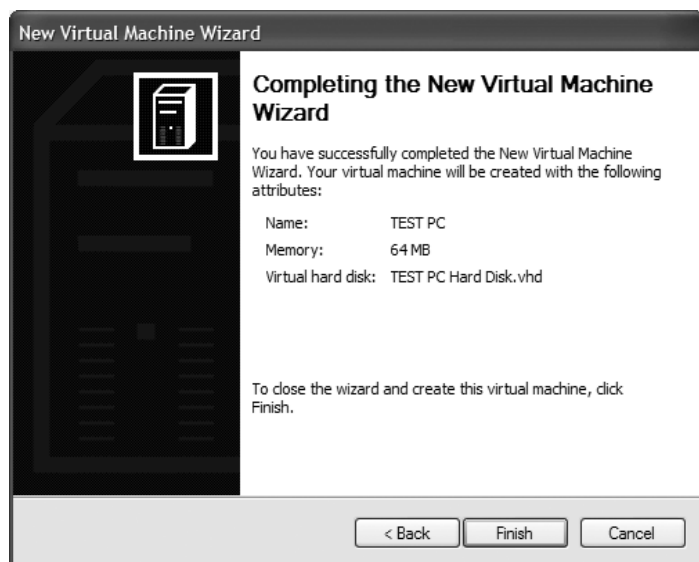 New Virtual Machine Wizard
Completing the New Virtual Machine
Wizard
You have successfully completed the New Virtual Machine
Wizard. Your virtual machine will be created with the following
attributes:
Name: TEST PC
Memory: 64 MB
Virtual hard disk: TEST PC Hard Disk.vhd
To close the wizard and create this virtual machine, click
Finish.
< Back Finish Cancel